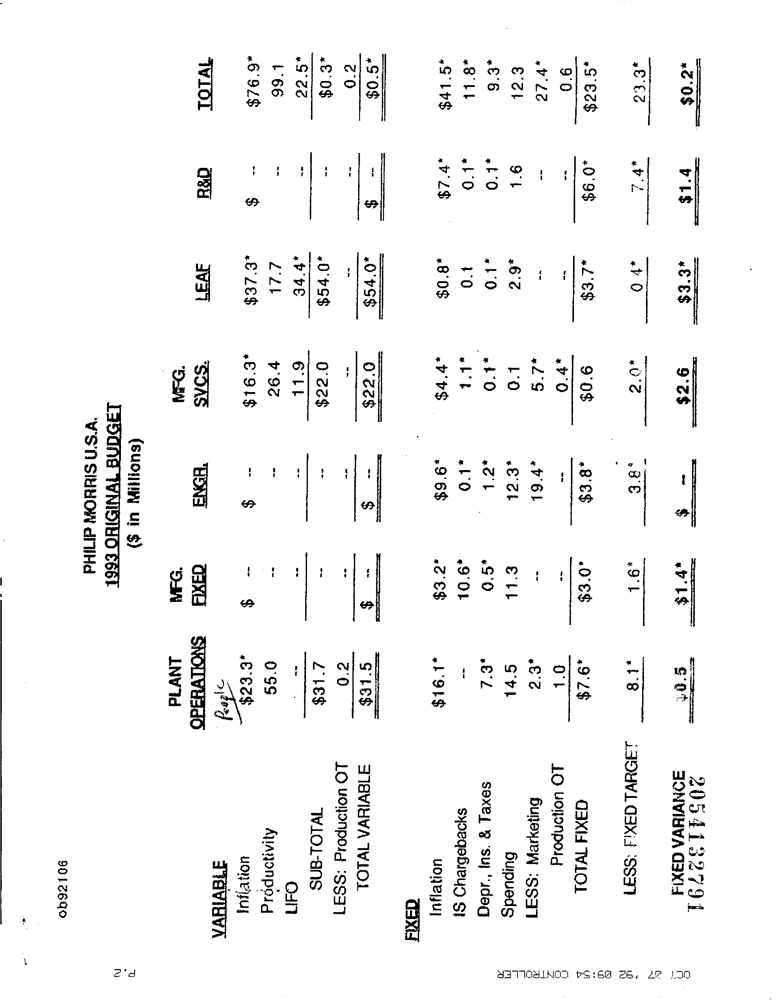 ob92106
PHILIP MORRIS U.S.A.
1993 ORIGINAL BUDGET
($ in Millions)
PLANT MFG. MFG.
OPERATIONS FIXED ENGR. SVCS. LEAF R&D TOTAL
People
VARIABLE
Inflation $23.3* $ -- $ -- $16.3* $37.3* $ -- $76.9*
Productivity 55.0 -- -- 26.4 17.7 -- 99.1
LIFO -- -- -- 11.9 34.4* -- 22.5*
SUB-TOTAL $31.7 -- -- $22.0 $54.0* -- $0.3*
LESS: Production OT 0.2 -- -- -- -- -- 0.2
TOTAL VARIABLE $31.5 $ -- $ -- $22.0 $54.0* $ -- $0.5*
FIXED
Inflation $16.1* $3.2* $9.6* $4.4* $0.8* $7.4* $41.5*
IS Chargebacks -- 10.6* 0.1* 1.1* 0.1 0.1* 11.8*
Depr., Ins. & Taxes 7.3* 0.5* 1.2* 0.1* 0.1* 0.1* 9.3*
Spending 14.5 11.3 12.3* 0.1 2.9* 1.6 12.3
LESS: Marketing 2.3* -- 19.4* 5.7* -- -- 27.4*
Production OT 1.0 -- -- 0.4* -- -- 0.6
TOTAL FIXED $7.6* $3.0* $3.8* $0.6 $3.7* $6.0* $23.5*
LESS: FIXED TARGET 8.1* 1.6* 3.8* 2.0* 0.4* 7.4* 23.3*
FIXED VARIANCE $0.5 $1.4* $ -- $2.6 $3.3* $1.4 $0.2*
2054132791
P.2
OCT 27 '92 09:54 CONTROLLER